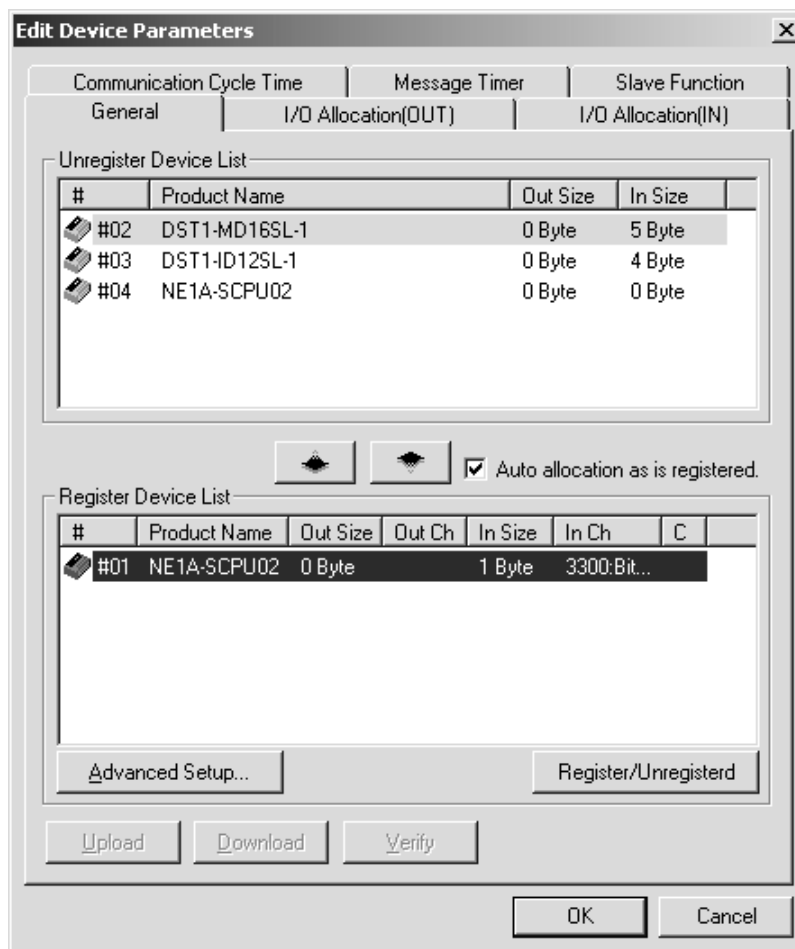 Edit Device Parameters
Communication Cycle Time Message Timer Slave Function
General I/O Allocation(OUT) I/O Allocation(IN)
Unregister Device List
# Product Name Out Size In Size
#02 DST1-MD16SL-1 0 Byte 5 Byte
#03 DST1-ID12SL-1 0 Byte 4 Byte
#04 NE1A-SCPU02 0 Byte 0 Byte
Auto allocation as is registered.
Register Device List
# Product Name Out Size Out Ch In Size In Ch C
#01 NE1A-SCPU02 0 Byte 1 Byte 3300:Bit...
Advanced Setup... Register/Unregisterd
Upload Download Verify
OK Cancel